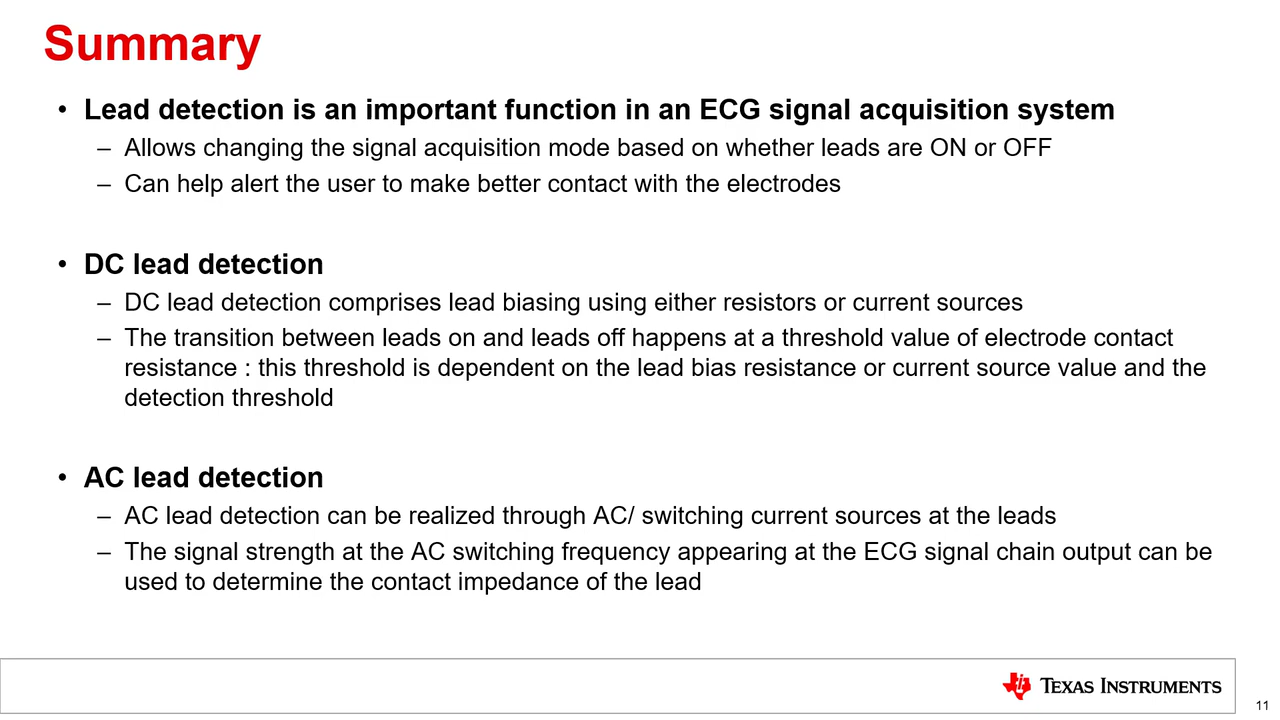 Summary
• Lead detection is an important function in an ECG signal acquisition system
– Allows changing the signal acquisition mode based on whether leads are ON or OFF
– Can help alert the user to make better contact with the electrodes
• DC lead detection
– DC lead detection comprises lead biasing using either resistors or current sources
– The transition between leads on and leads off happens at a threshold value of electrode contact
resistance : this threshold is dependent on the lead bias resistance or current source value and the
detection threshold
• AC lead detection
– AC lead detection can be realized through AC/ switching current sources at the leads
– The signal strength at the AC switching frequency appearing at the ECG signal chain output can be
used to determine the contact impedance of the lead
TEXAS INSTRUMENTS
11